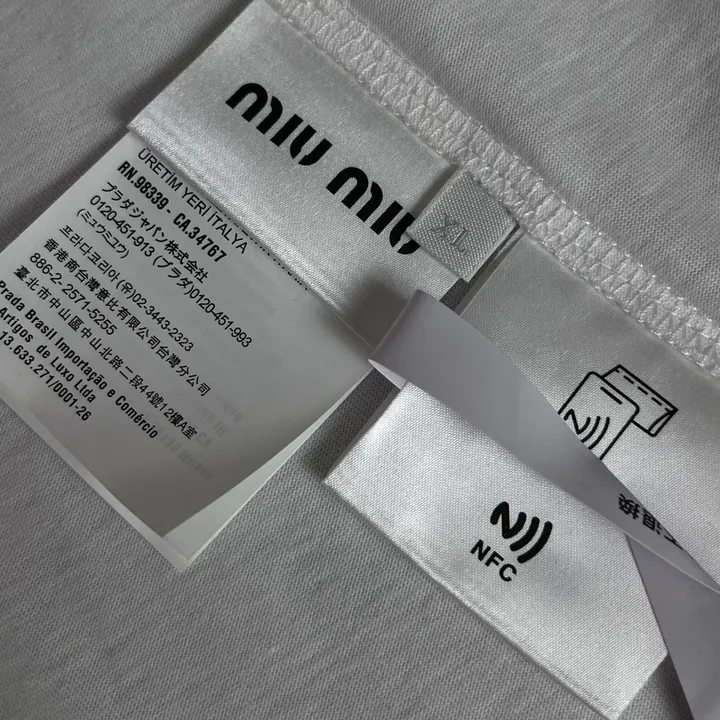 miu miu
XL
ÜRETİM YERİ İTALYA
RN.98339- CA.34767
プラダジャパン株式会社
0120-451-913 (プラダ)0120-451-993
(ミュウミュウ)
프라다코리아(유)02-3443-2323
香港商台灣意比有限公司台灣分公司
886-2-2571-5255
臺北市中山區中山北路二段44號12樓A室
Prada Brasil Importação e Comércio
Artigos de Luxo Ltda
13.633.271/0001-26
NFC
退换